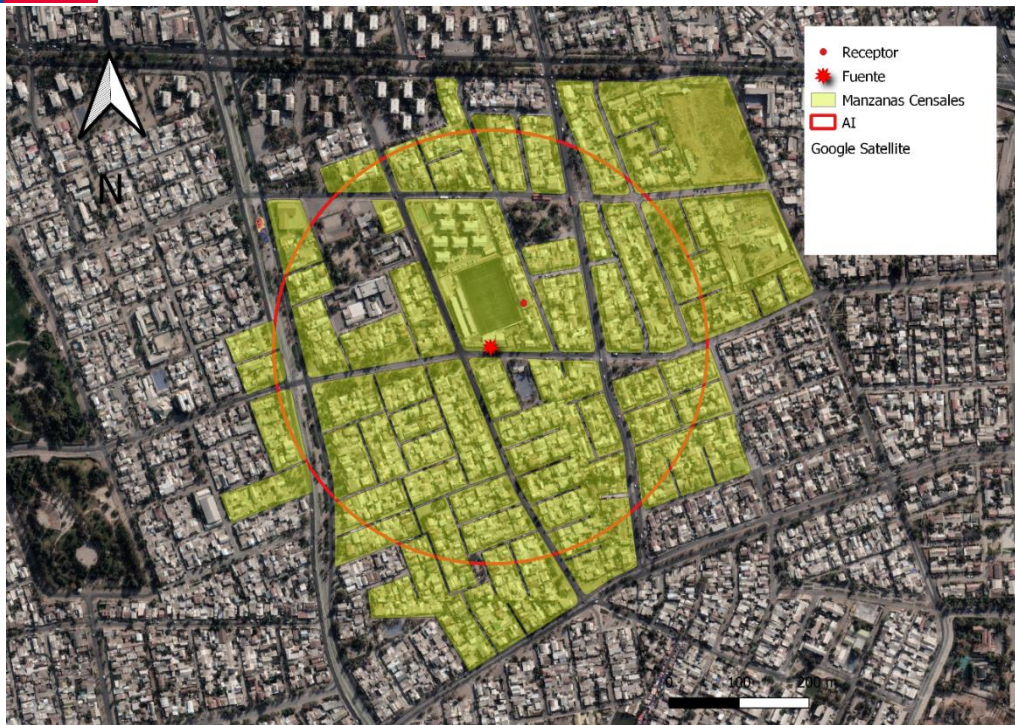 Receptor
Fuente
Manzanas Censales
AI
Google Satellite
N
0 100 200 m